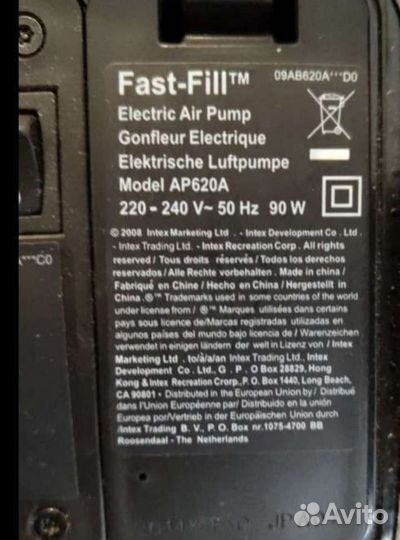 Fast-Fill™
09AB620A***D0
Electric Air Pump
Gonfleur Electrique
Elektrische Luftpumpe
Model AP620A
220 - 240 V~ 50 Hz 90 W
© 2008 Intex Marketing Ltd. - Intex Development Co. Ltd.
- Intex Trading Ltd. - Intex Recreation Corp. All rights
reserved / Tous droits réservés / Todos los derechos
reservados / Alle Rechte vorbehalten. Made in china /
Fabriqué en Chine / Hecho en China / Hergestellt in
China. ®™ Trademarks used in some countries of the world
under license from / ®™ Marques utilisées dans certains
pays sous licence de/Marcas registradas utilizadas en
algunos países del mundo bajo licencia de / Warenzeichen
verwendet in einigen ländern der welt in Lizenz von / Intex
Marketing Ltd. to/à/a/an Intex Trading Ltd., Intex
Development Co. Ltd., G . P . O Box 28829, Hong
Kong & Intex Recreation Crorp., P.O. Box 1440, Long Beach,
CA 90801 • Distributed in the European Union by / Distribué
dans l'Union Européenne par/ Distribuido en la Unión
Europea por/Vertrieb in der Europäischen Union durch
/Intex Trading B. V., P. O. Box nr.1075-4700 BB
Roosendaal - The Netherlands
A***C0
Avito